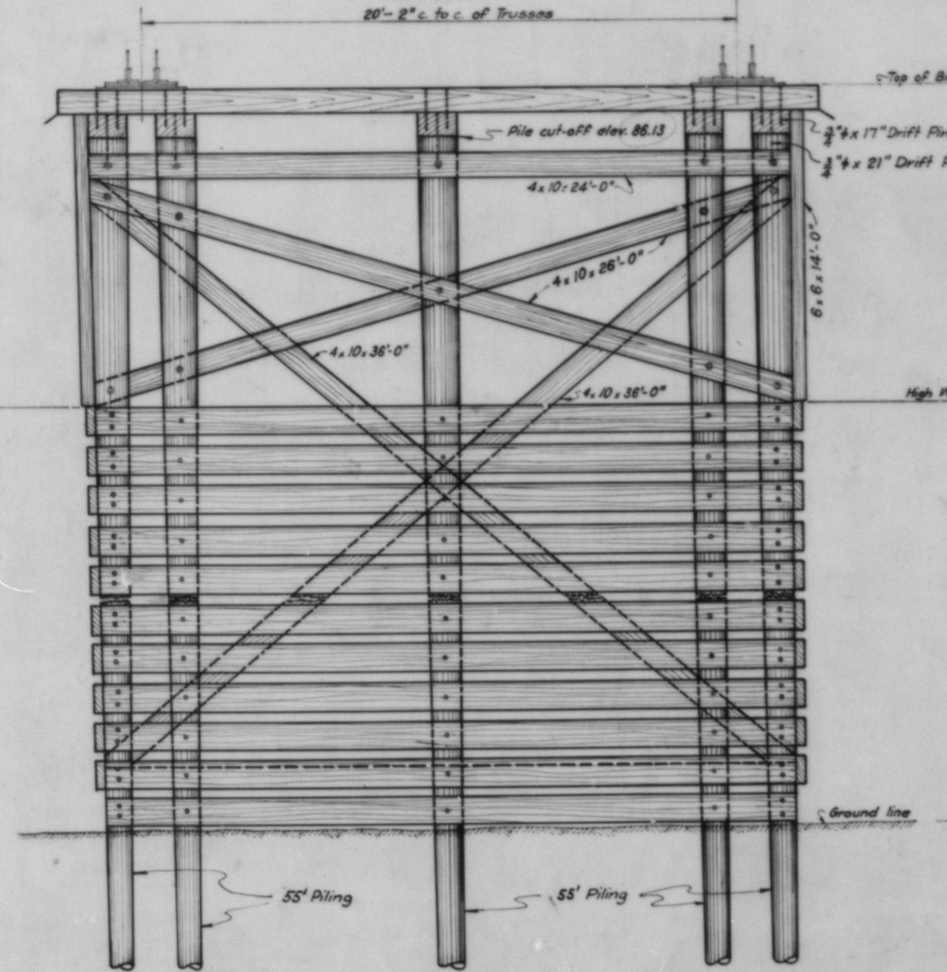 20'-2" c. to c. of Trusses
Top of
Pile cut-off elev. 86.13
3/4"ϕ x 17" Drift
3/4"ϕ x 21" Drift
4 x 10 x 24'-0"
4 x 10 x 26'-0"
6 x 6 x 14'-0"
4 x 10 x 36'-0"
4 x 10 x 36'-0"
High
Ground line
55' Piling
55' Piling